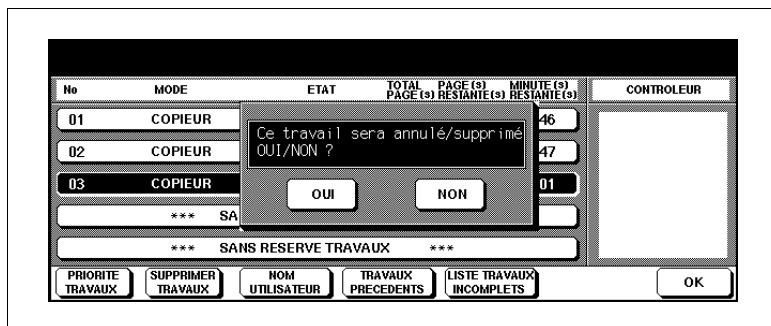 No MODE ETAT TOTAL PAGE(s) PAGE(s) RESTANTE(s) MINUTE(s) RESTANTE(s) CONTROLEUR
01 COPIEUR 46
Ce travail sera annulé/supprimé
OUI/NON ?
02 COPIEUR 47
03 COPIEUR 01
OUI NON
*** SA
*** SANS RESERVE TRAVAUX ***
PRIORITE TRAVAUX
SUPPRIMER TRAVAUX
NOM UTILISATEUR
TRAVAUX PRECEDENTS
LISTE TRAVAUX INCOMPLETS
OK